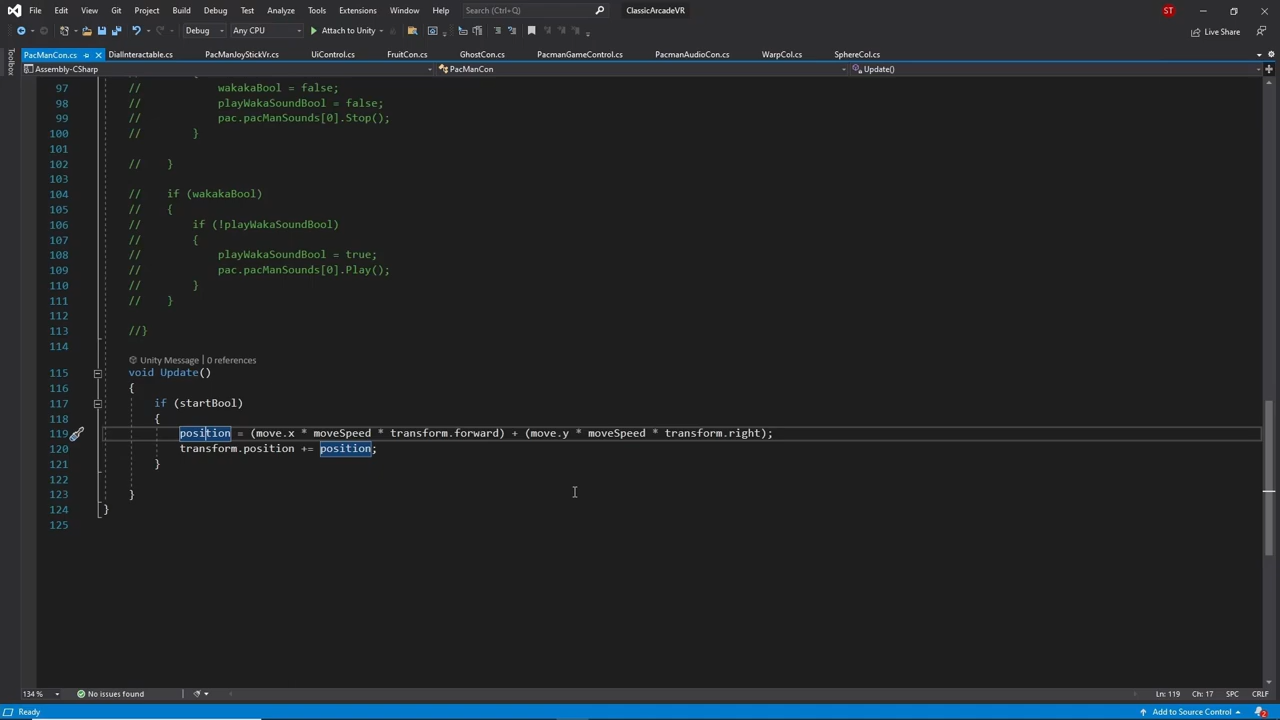 File Edit View Git Project Build Debug Test Analyze Tools Extensions Window Help Search (Ctrl+Q) ClassicArcadeVR ST
Debug Any CPU Attach to Unity Live Share
PacManCon.cs DialInteractable.cs PacManJoyStickVr.cs UiControl.cs FruitCon.cs GhostCon.cs PacmanGameControl.cs PacmanAudioCon.cs WarpCol.cs SphereCol.cs
Toolbox
Assembly-CSharp PacManCon Update()
97 // wakakaBool = false;
98 // playWakaSoundBool = false;
99 // pac.pacManSounds[0].Stop();
100 // }
101
102 // }
103
104 // if (wakakaBool)
105 // {
106 // if (!playWakaSoundBool)
107 // {
108 // playWakaSoundBool = true;
109 // pac.pacManSounds[0].Play();
110 // }
111 // }
112
113 //}
114
Unity Message | 0 references
115 void Update()
116 {
117 if (startBool)
118 {
119 position = (move.x * moveSpeed * transform.forward) + (move.y * moveSpeed * transform.right);
120 transform.position += position;
121 }
122
123 }
124 }
125
134 % No issues found Ln: 119 Ch: 17 SPC CRLF
Ready Add to Source Control 2